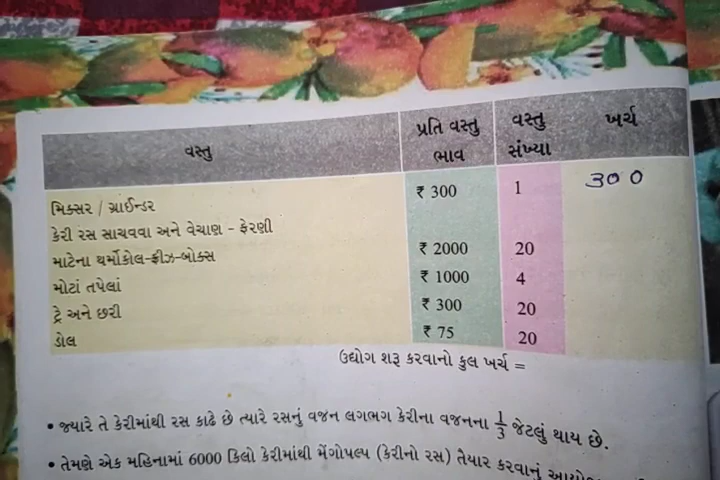 વસ્તુ પ્રતિ વસ્તુ ભાવ વસ્તુ સંખ્યા ખર્ચ
મિક્સર / ગ્રાઈન્ડર ₹ 300 1 300
કેરી રસ સાચવવા અને વેચાણ - ફેરણી
માટેના થર્મોકોલ-ફ્રીઝ-બોક્સ ₹ 2000 20
મોટાં તપેલાં ₹ 1000 4
ટ્રે અને છરી ₹ 300 20
ડોલ ₹ 75 20
ઉદ્યોગ શરૂ કરવાનો કુલ ખર્ચ =
• જ્યારે તે કેરીમાંથી રસ કાઢે છે ત્યારે રસનું વજન લગભગ કેરીના વજનના 1/3 જેટલું થાય છે.
• તેમણે એક મહિનામાં 6000 કિલો કેરીમાંથી મેંગોપલ્પ (કેરીનો રસ) તૈયાર કરવાનું